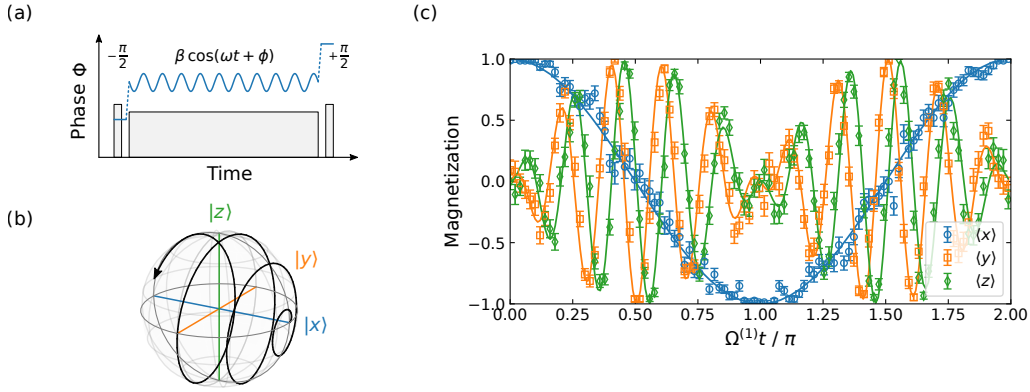 (a)
Phase Φ
−π/2
β cos(ωt + ϕ)
+π/2
Time
(b)
|z⟩
|y⟩
|x⟩
(c)
Magnetization
1.0
0.5
0.0
−0.5
−1.0
0.00 0.25 0.50 0.75 1.00 1.25 1.50 1.75 2.00
Ω(1)t / π
⟨x⟩
⟨y⟩
⟨z⟩